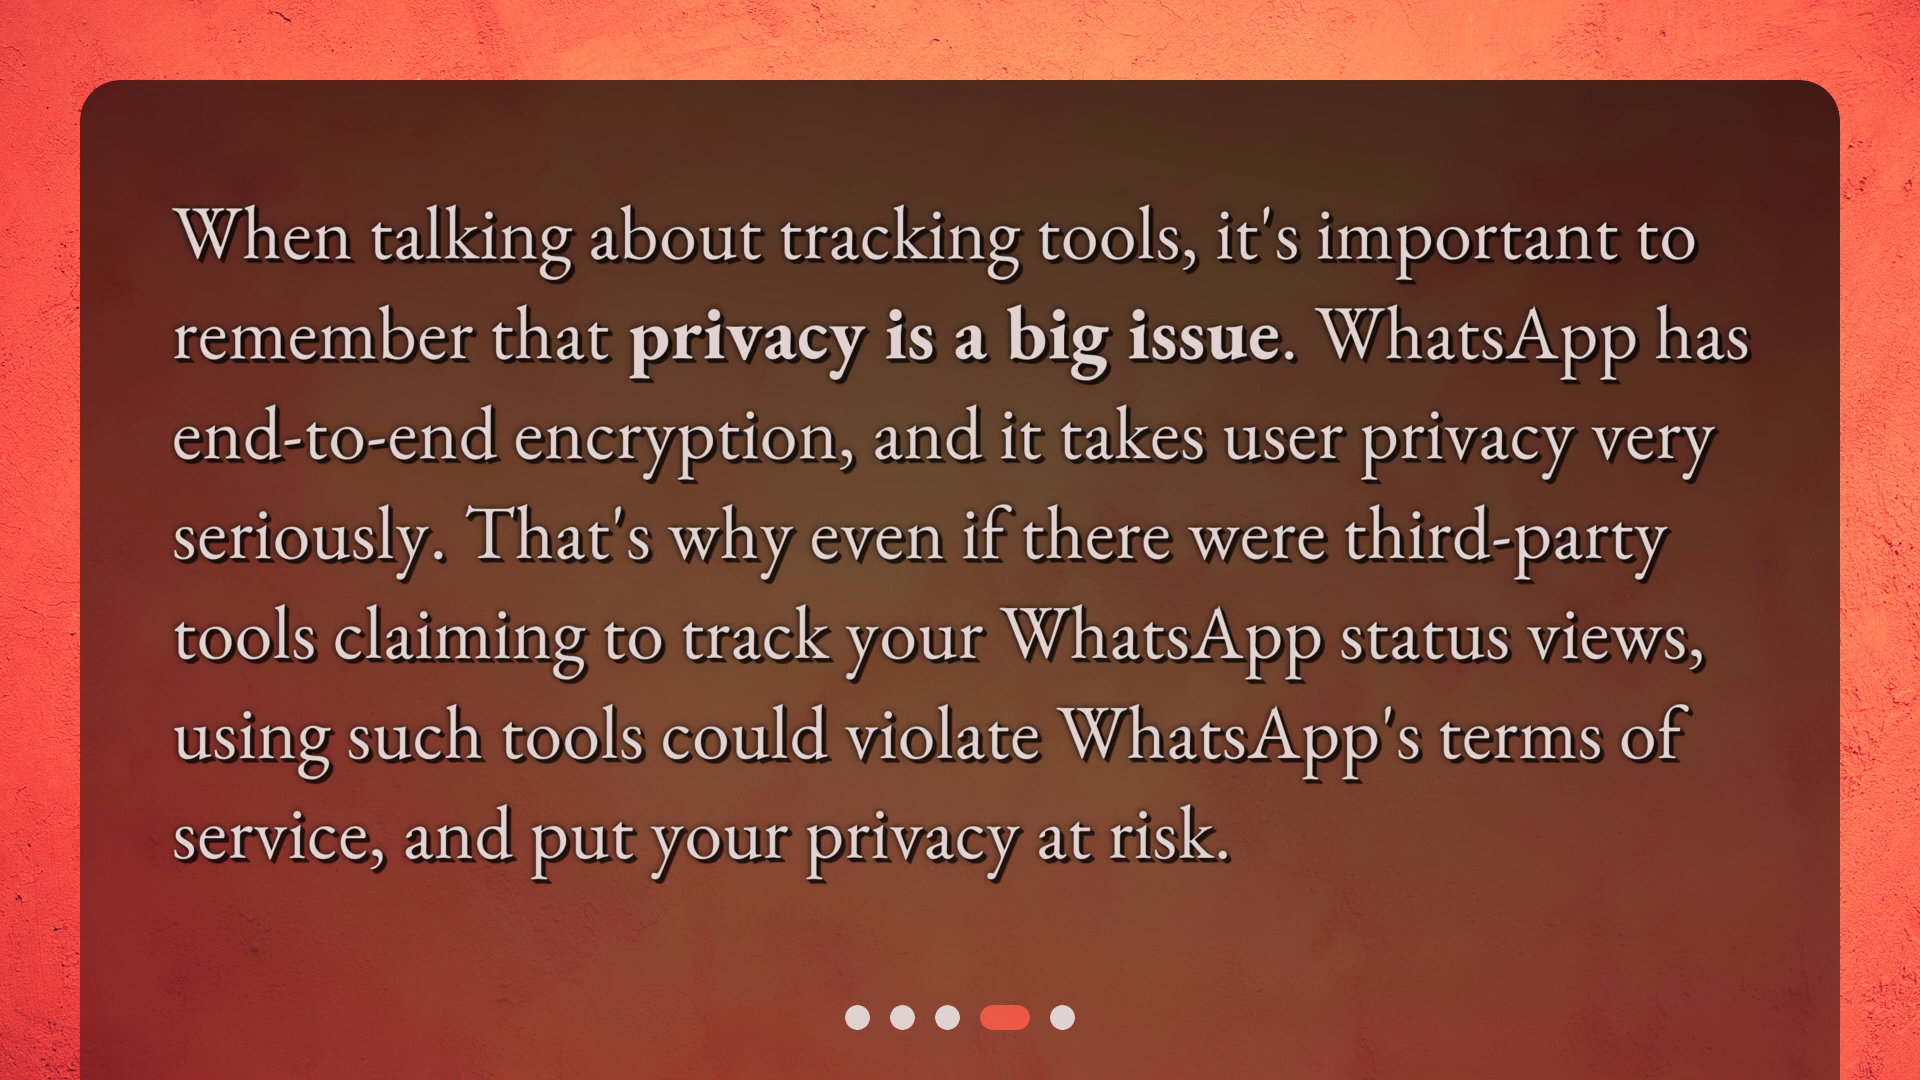 When talking about tracking tools, it's important to
remember that privacy is a big issue. WhatsApp has
end-to-end encryption, and it takes user privacy very
seriously. That's why even if there were third-party
tools claiming to track your WhatsApp status views,
using such tools could violate WhatsApp's terms of
service, and put your privacy at risk.